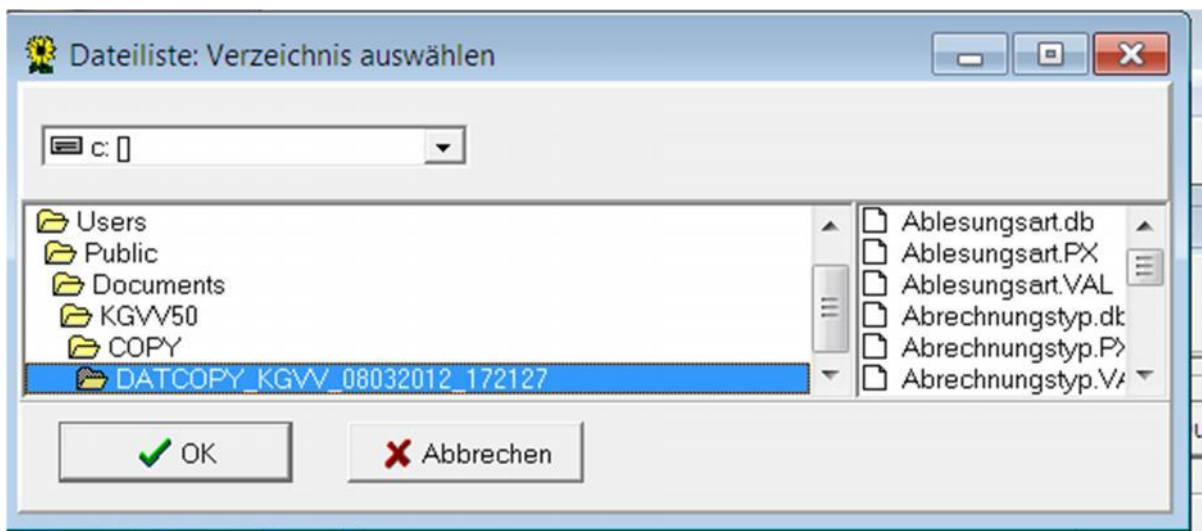 Dateiliste: Verzeichnis auswählen
c: []
Users
Public
Documents
KGVV50
COPY
DATCOPY_KGVV_08032012_172127
Ablesungsart.db
Ablesungsart.PX
Ablesungsart.VAL
Abrechnungstyp.db
Abrechnungstyp.PX
Abrechnungstyp.VA
OK
Abbrechen